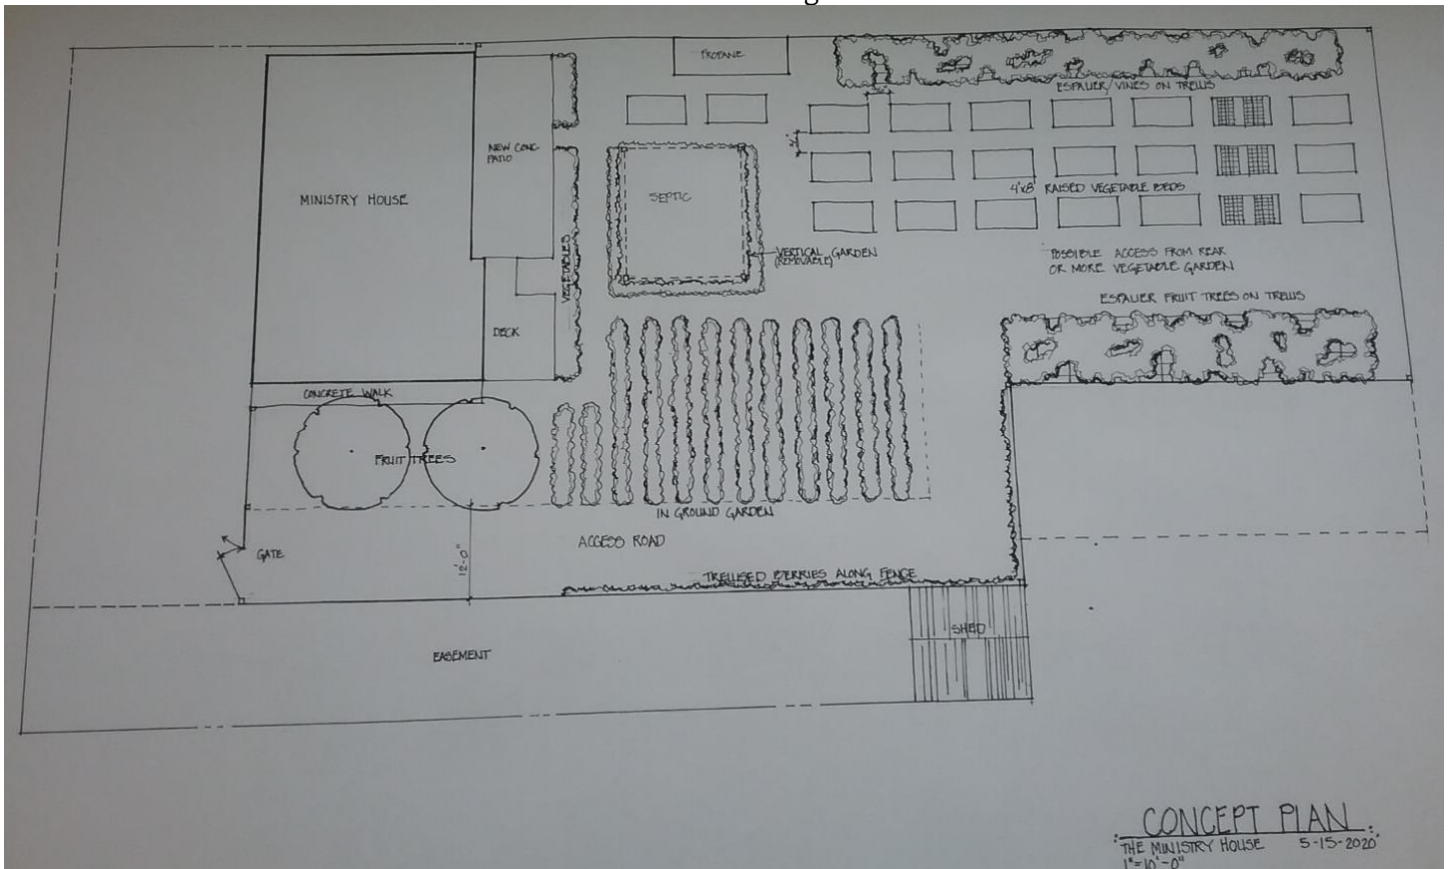 PROPANE
ESPALIER/VINES ON TRELLIS
NEW CONC.
PATIO
MINISTRY HOUSE
SEPTIC
4'x8' RAISED VEGETABLE BEDS
VEGETABLES
VERTICAL GARDEN
(REMOVABLE)
POSSIBLE ACCESS FROM REAR
OR MORE VEGETABLE GARDEN
ESPALIER FRUIT TREES ON TRELLIS
DECK
CONCRETE WALK
FRUIT TREES
IN GROUND GARDEN
ACCESS ROAD
GATE
12'-0"
TRELLISED BERRIES ALONG FENCE
SHED
EASEMENT
CONCEPT PLAN
THE MINISTRY HOUSE 5-15-2020
1"=10'-0"